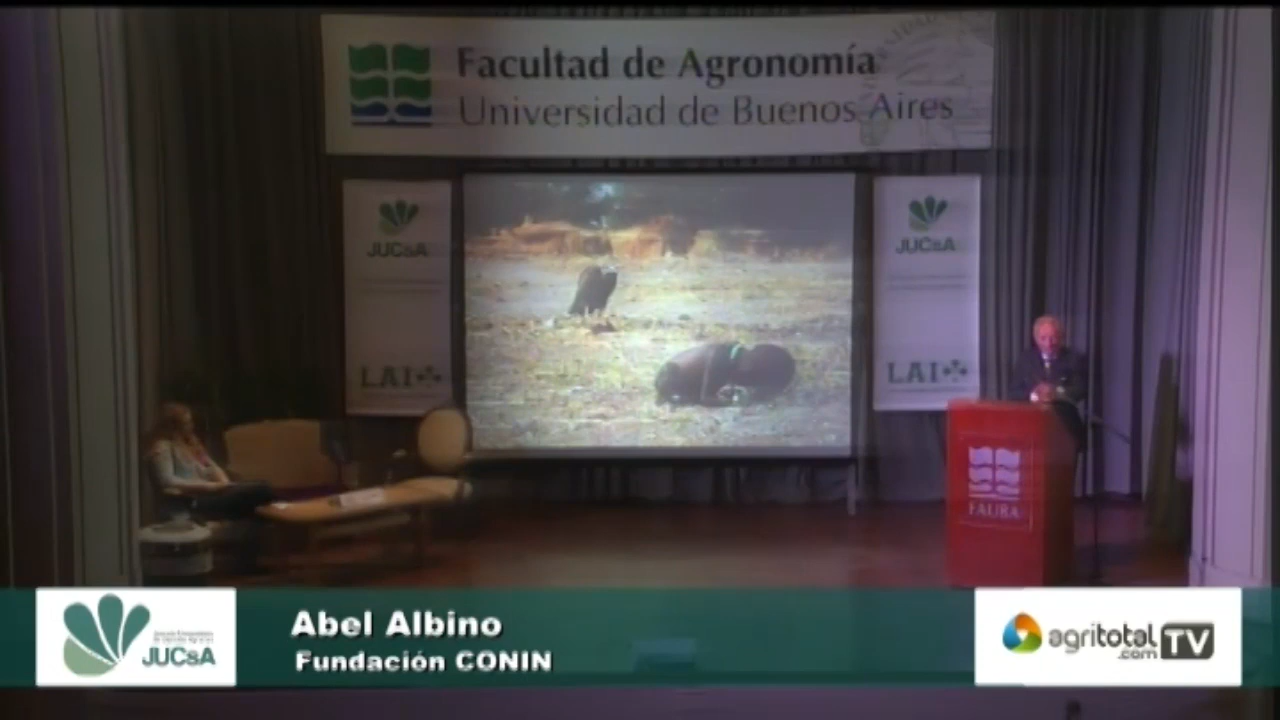 Facultad de Agronomía
Universidad de Buenos Aires
JUCsA
JUCsA
LAI
LAI
FAUBA
Abel Albino
Fundación CONIN
JUCsA
agritotal
.com
TV